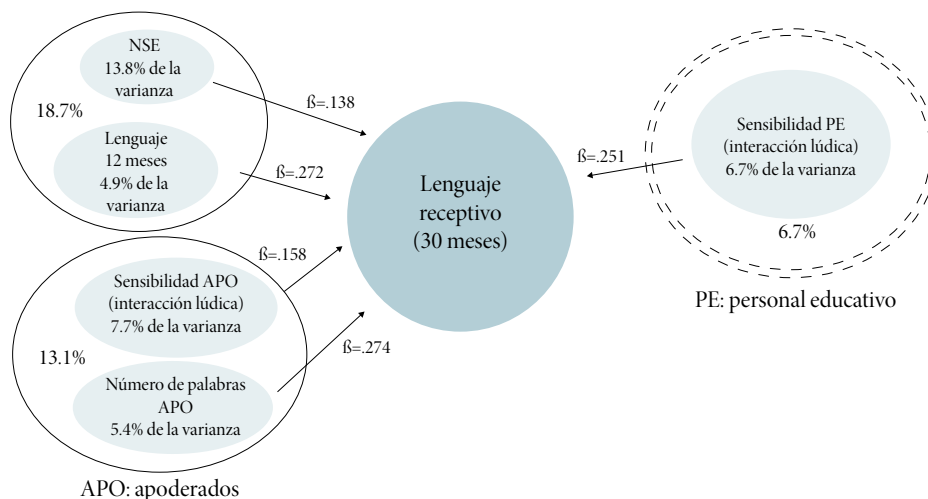 NSE
13.8% de la
varianza
18.7%
Lenguaje
12 meses
4.9% de la
varianza
ß=.138
ß=.272
Sensibilidad APO
(interacción lúdica)
7.7% de la varianza
13.1%
Número de palabras
APO
5.4% de la varianza
ß=.158
ß=.274
APO: apoderados
Lenguaje
receptivo
(30 meses)
ß=.251
Sensibilidad PE
(interacción lúdica)
6.7% de la varianza
6.7%
PE: personal educativo